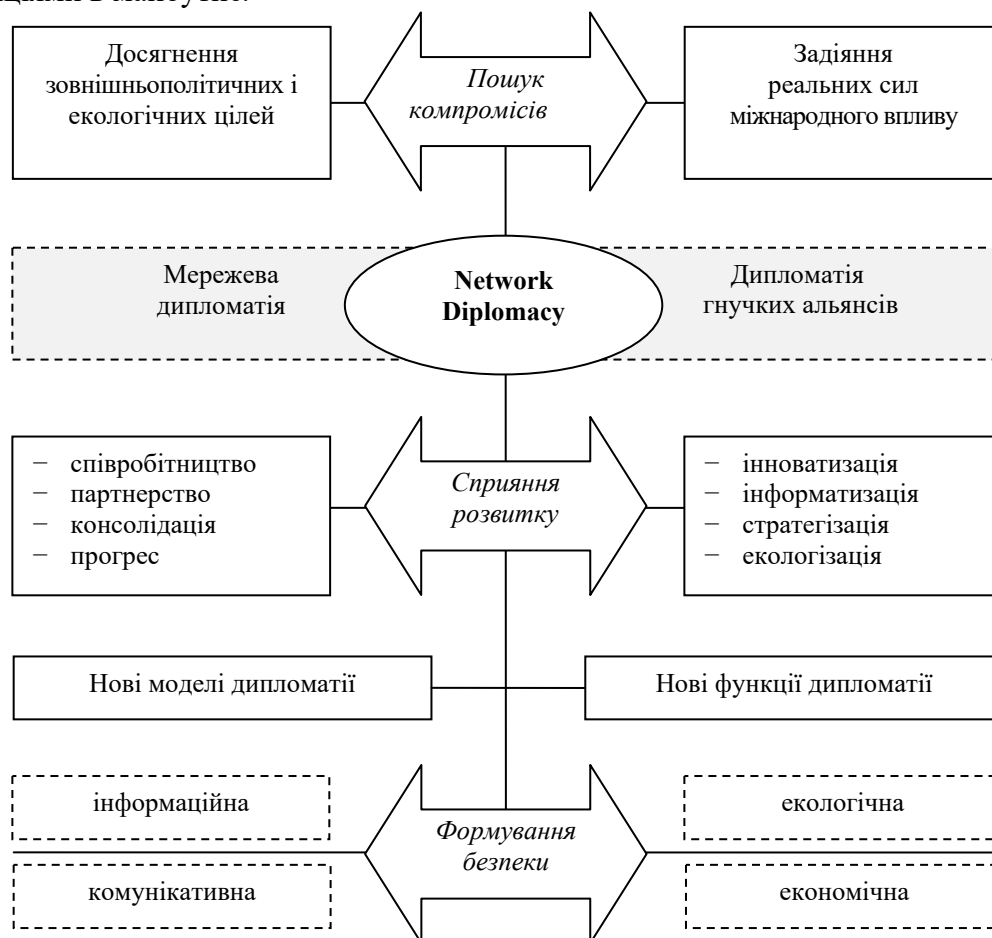 Досягнення
зовнішньополітичних і
екологічних цілей
Пошук
компромісів
Задіяння
реальних сил
міжнародного впливу
Мережева
дипломатія
Network
Diplomacy
Дипломатія
гнучких альянсів
− співробітництво
− партнерство
− консолідація
− прогрес
Сприяння
розвитку
− інноватизація
− інформатизація
− стратегізація
− екологізація
Нові моделі дипломатії
Нові функції дипломатії
інформаційна
комунікативна
Формування
безпеки
екологічна
економічна